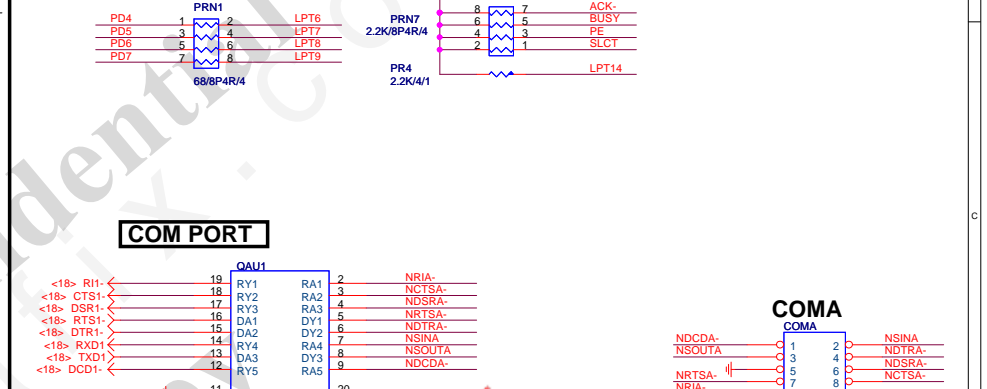 PRN1
PD4 1 2 LPT6
PD5 3 4 LPT7
PD6 5 6 LPT8
PD7 7 8 LPT9
68/8P4R/4
PRN7
2.2K/8P4R/4
8 7 ACK-
6 5 BUSY
4 3 PE
2 1 SLCT
PR4
2.2K/4/1
LPT14
C
COM PORT
QAU1
<18> RI1- 19 RY1 RA1 2 NRIA-
<18> CTS1- 18 RY2 RA2 3 NCTSA-
<18> DSR1- 17 RY3 RA3 4 NDSRA-
<18> RTS1- 16 DA1 DY1 5 NRTSA-
<18> DTR1- 15 DA2 DY2 6 NDTRA-
<18> RXD1 14 RY4 RA4 7 NSINA
<18> TXD1 13 DA3 DY3 8 NSOUTA
<18> DCD1- 12 RY5 RA5 9 NDCDA-
11 20
COMA
COMA
NDCDA- 1 2 NSINA
NSOUTA 3 4 NDTRA-
5 6 NDSRA-
NRTSA- 7 8 NCTSA-
NRIA-